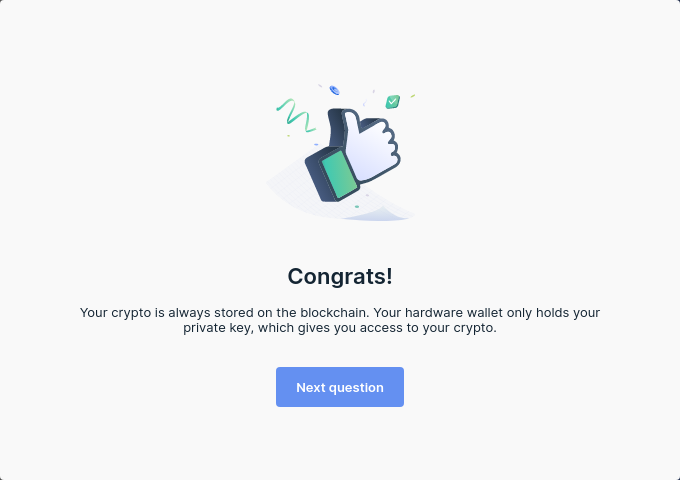 Congrats!
Your crypto is always stored on the blockchain. Your hardware wallet only holds your
private key, which gives you access to your crypto.
Next question